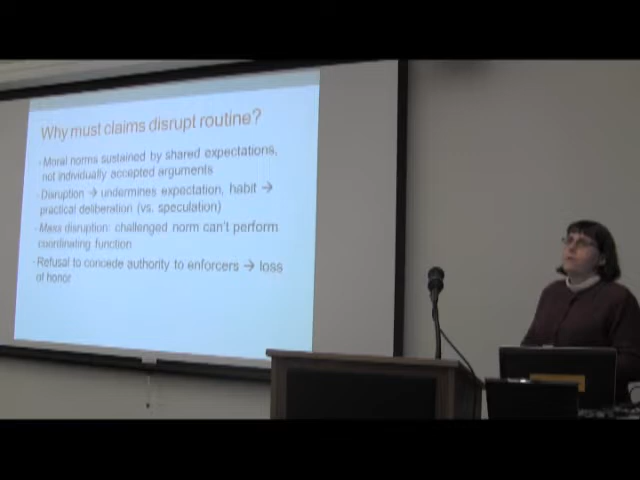 Why must claims disrupt routine?
- Moral norms sustained by shared expectations,
not individually accepted arguments
- Disruption → undermines expectation, habit →
practical deliberation (vs. speculation)
- Mass disruption: challenged norm can't perform
coordinating function
- Refusal to concede authority to enforcers → loss
of honor